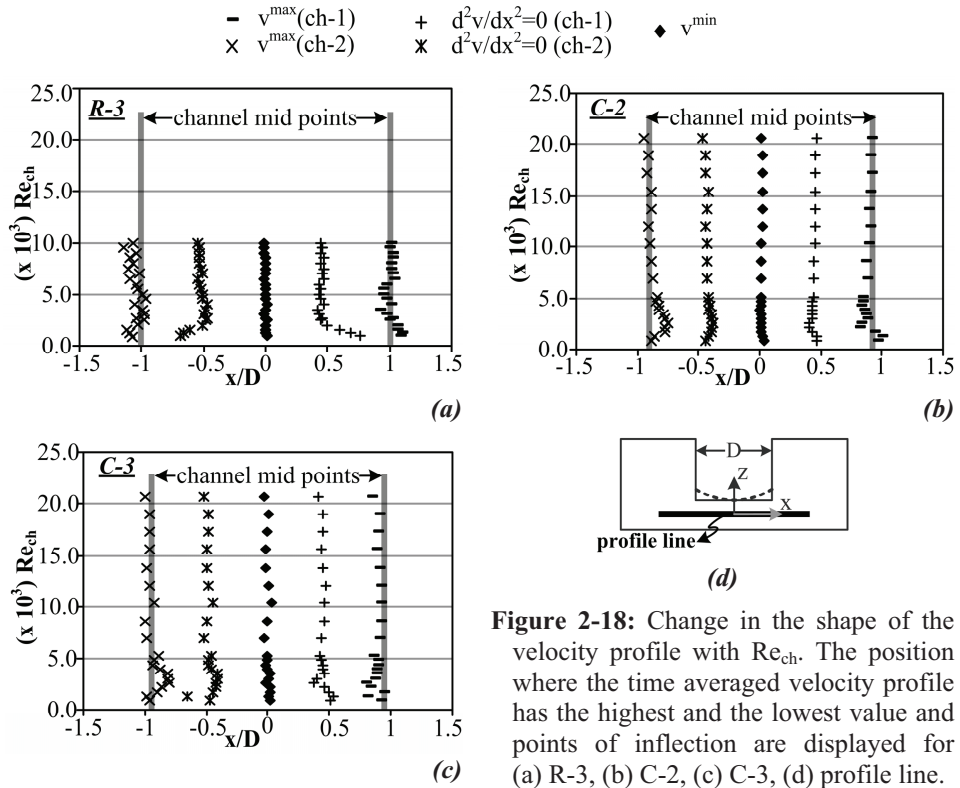 v^max(ch-1) d²v/dx²=0 (ch-1) v^min
v^max(ch-2) d²v/dx²=0 (ch-2)
25.0
20.0
15.0
10.0
5.0
0.0
(x 10³) Re_ch
R-3
channel mid points
-1.5 -1 -0.5 0 0.5 1 1.5
x/D
(a)
25.0
20.0
15.0
10.0
5.0
0.0
(x 10³) Re_ch
C-2
channel mid points
-1 -0.5 0 0.5 1 1.5
x/D
(b)
25.0
20.0
15.0
10.0
5.0
0.0
(x 10³) Re_ch
C-3
channel mid points
-1.5 -1 -0.5 0 0.5 1 1.5
x/D
(c)
D
z
x
profile line
(d)
Figure 2-18: Change in the shape of the
velocity profile with Re_ch. The position
where the time averaged velocity profile
has the highest and the lowest value and
points of inflection are displayed for
(a) R-3, (b) C-2, (c) C-3, (d) profile line.